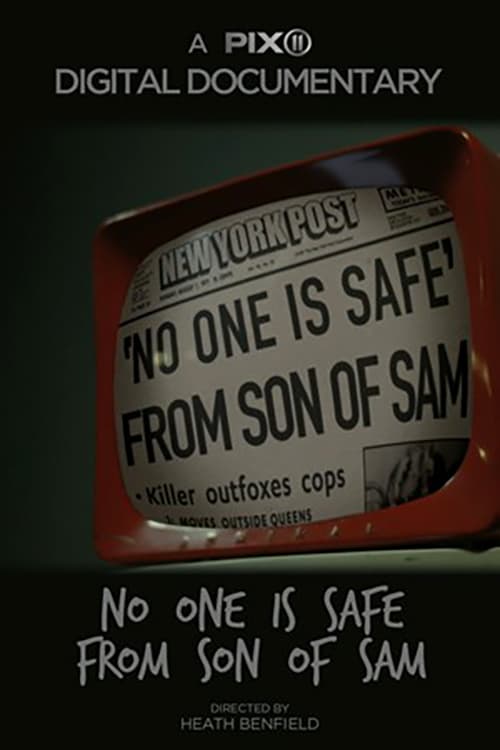 A PIX11
DIGITAL DOCUMENTARY
NEW YORK POST
'NO ONE IS SAFE'
FROM SON OF SAM
• Killer outfoxes cops
MOVES OUTSIDE QUEENS
NO ONE IS SAFE
FROM SON OF SAM
DIRECTED BY
HEATH BENFIELD